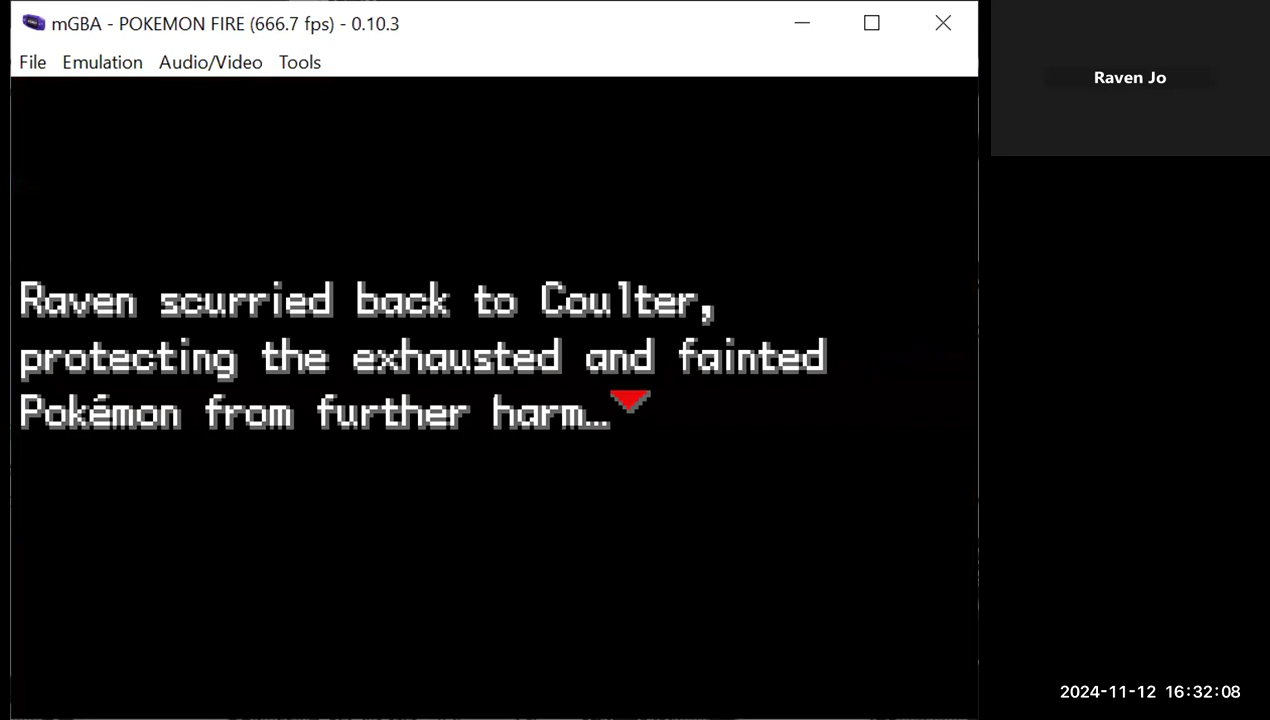 mGBA - POKEMON FIRE (666.7 fps) - 0.10.3
File Emulation Audio/Video Tools
Raven Jo
Raven scurried back to Coulter,
protecting the exhausted and fainted
Pokémon from further harm…
2024-11-12 16:32:08